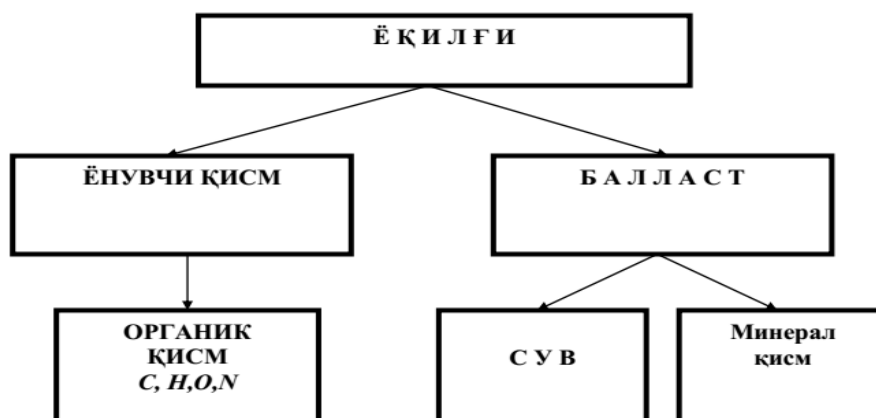 Ё Қ И Л Ғ И
ЁНУВЧИ ҚИСМ
Б А Л Л А С Т
ОРГАНИК
ҚИСМ
C, H,O,N
С У В
Минерал
қисм